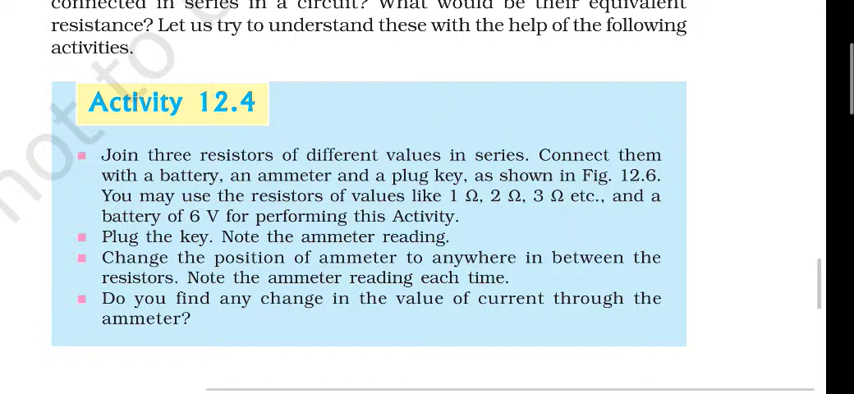 connected in series in a circuit? What would be their equivalent
resistance? Let us try to understand these with the help of the following
activities.
Activity 12.4
Join three resistors of different values in series. Connect them
with a battery, an ammeter and a plug key, as shown in Fig. 12.6.
You may use the resistors of values like 1 Ω, 2 Ω, 3 Ω etc., and a
battery of 6 V for performing this Activity.
Plug the key. Note the ammeter reading.
Change the position of ammeter to anywhere in between the
resistors. Note the ammeter reading each time.
Do you find any change in the value of current through the
ammeter?
not to